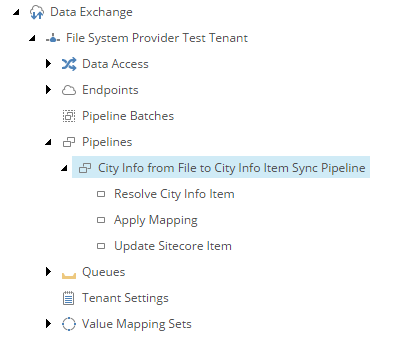 Data Exchange
File System Provider Test Tenant
Data Access
Endpoints
Pipeline Batches
Pipelines
City Info from File to City Info Item Sync Pipeline
Resolve City Info Item
Apply Mapping
Update Sitecore Item
Queues
Tenant Settings
Value Mapping Sets